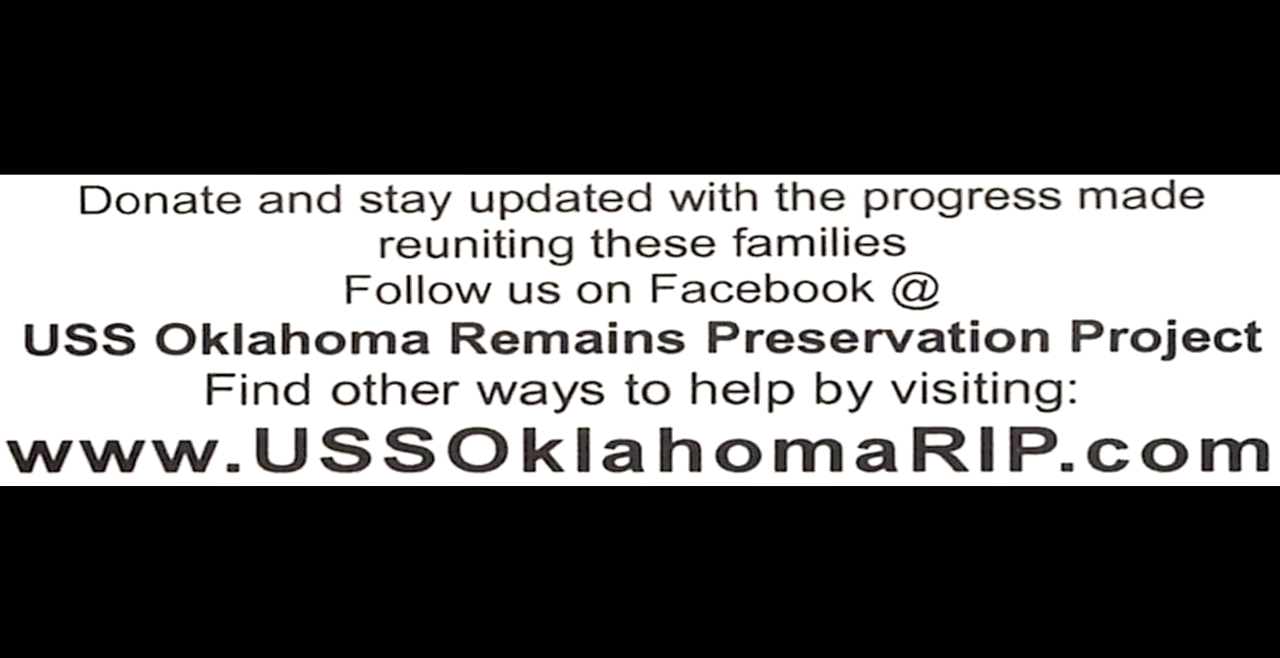 Donate and stay updated with the progress made
reuniting these families
Follow us on Facebook @
USS Oklahoma Remains Preservation Project
Find other ways to help by visiting:
www.USSOklahomaRIP.com